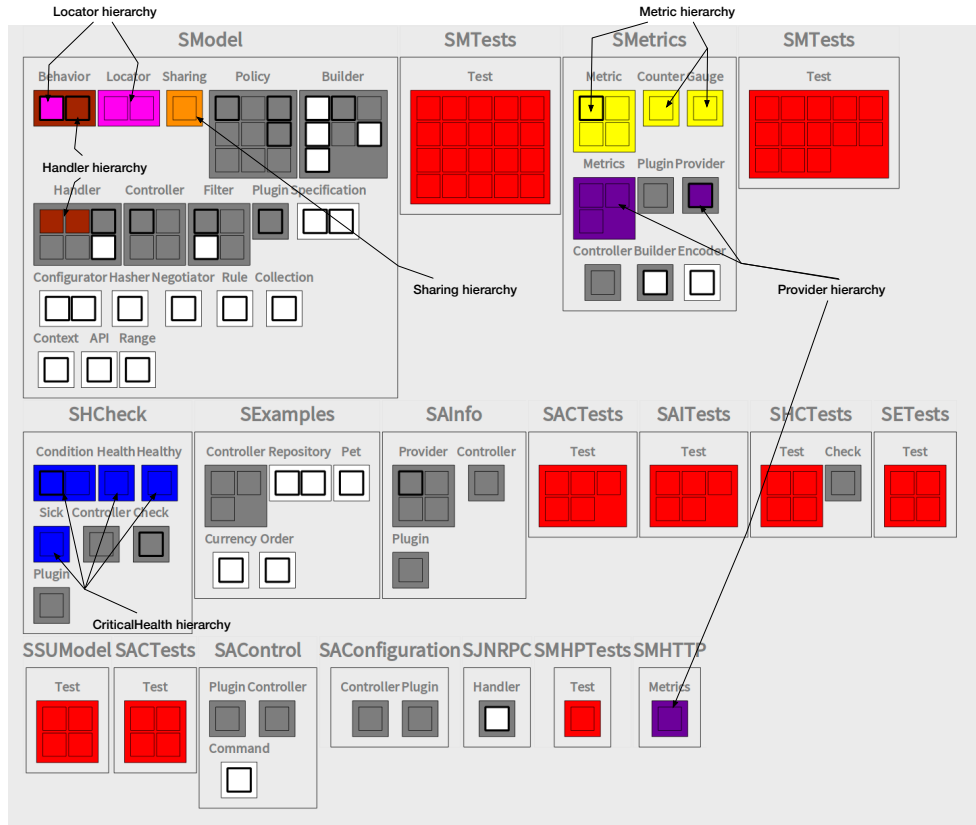 Locator hierarchy
Metric hierarchy
SModel
SMTests
SMetrics
SMTests
Behavior Locator Sharing Policy Builder
Test
Metric Counter Gauge
Test
Handler hierarchy
Metrics Plugin Provider
Handler Controller Filter Plugin Specification
Controller Builder Encoder
Configurator Hasher Negotiator Rule Collection
Sharing hierarchy
Provider hierarchy
Context API Range
SHCheck
SExamples
SAInfo
SACTests
SAITests
SHCTests
SETests
Condition Health Healthy
Controller Repository Pet
Provider Controller
Test
Test
Test Check
Test
Sick Controller Check
Currency Order
Plugin
Plugin
CriticalHealth hierarchy
SSUModel
SACTests
SAControl
SAConfiguration
SJNRPC
SMHPTests
SMHTTP
Test
Test
Plugin Controller
Controller Plugin
Handler
Test
Metrics
Command